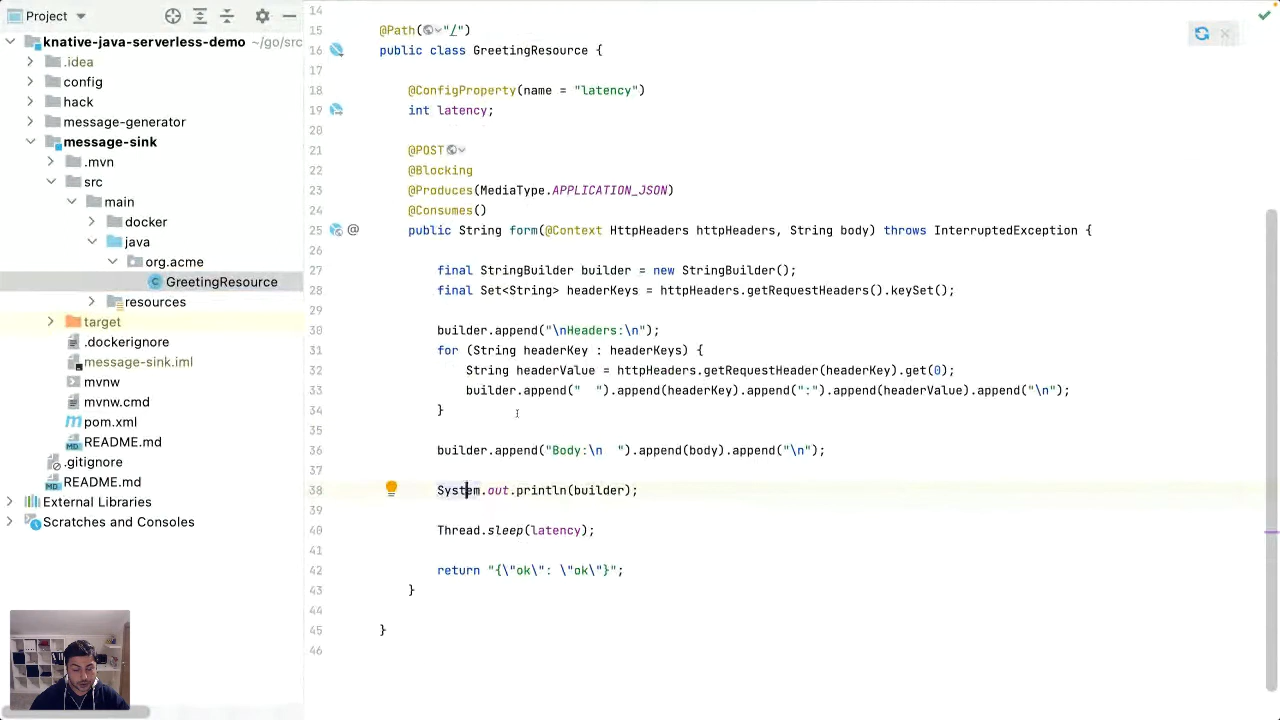 Project
knative-java-serverless-demo ~/go/src
.idea
config
hack
message-generator
message-sink
.mvn
src
main
docker
java
org.acme
GreetingResource
resources
target
.dockerignore
message-sink.iml
mvnw
mvnw.cmd
pom.xml
README.md
.gitignore
README.md
External Libraries
Scratches and Consoles
14
15 @Path("/")
16 public class GreetingResource {
17
18 @ConfigProperty(name = "latency")
19 int latency;
20
21 @POST
22 @Blocking
23 @Produces(MediaType.APPLICATION_JSON)
24 @Consumes()
25 public String form(@Context HttpHeaders httpHeaders, String body) throws InterruptedException {
26
27 final StringBuilder builder = new StringBuilder();
28 final Set<String> headerKeys = httpHeaders.getRequestHeaders().keySet();
29
30 builder.append("\nHeaders:\n");
31 for (String headerKey : headerKeys) {
32 String headerValue = httpHeaders.getRequestHeader(headerKey).get(0);
33 builder.append("  ").append(headerKey).append(":").append(headerValue).append("\n");
34 }
35
36 builder.append("Body:\n  ").append(body).append("\n");
37
38 System.out.println(builder);
39
40 Thread.sleep(latency);
41
42 return "{\"ok\": \"ok\"}";
43 }
44
45 }
46